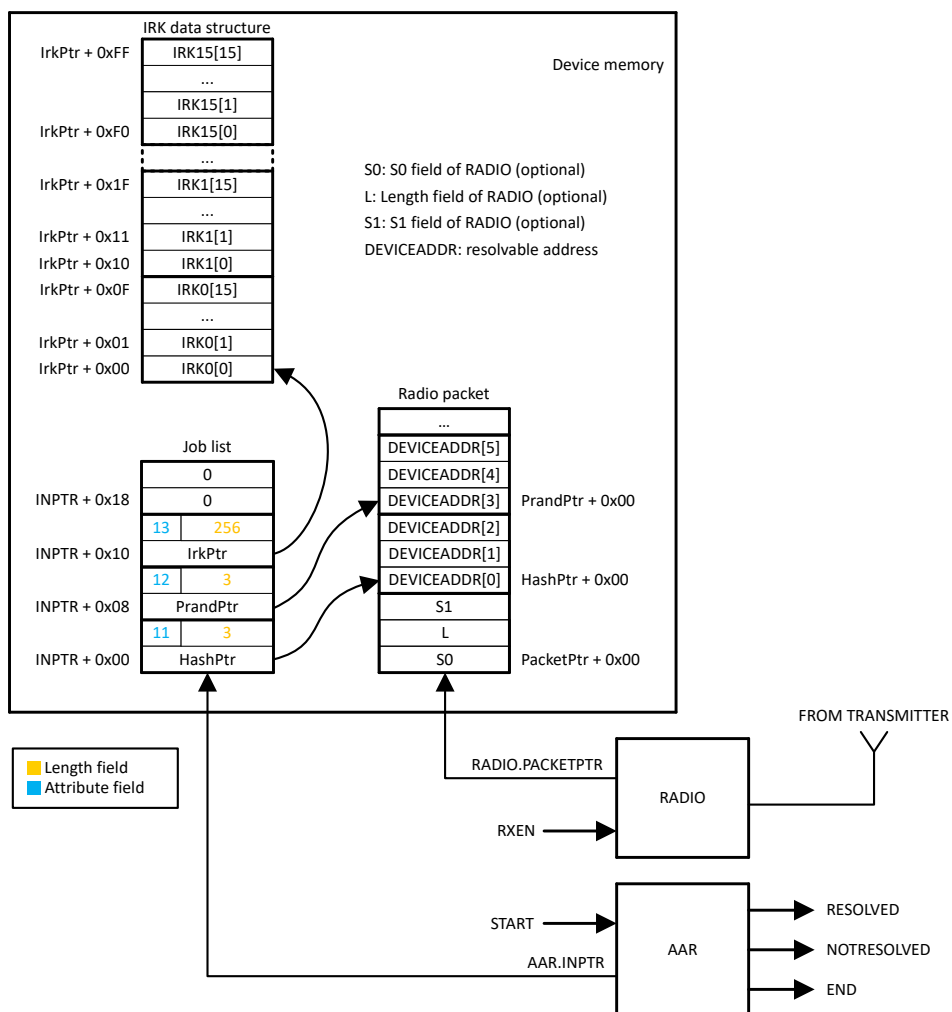 IRK data structure
IrkPtr + 0xFF IRK15[15]
Device memory
...
IRK15[1]
IrkPtr + 0xF0 IRK15[0]
...
S0: S0 field of RADIO (optional)
IrkPtr + 0x1F IRK1[15]
L: Length field of RADIO (optional)
...
S1: S1 field of RADIO (optional)
IrkPtr + 0x11 IRK1[1]
DEVICEADDR: resolvable address
IrkPtr + 0x10 IRK1[0]
IrkPtr + 0x0F IRK0[15]
...
IrkPtr + 0x01 IRK0[1]
IrkPtr + 0x00 IRK0[0]
Radio packet
...
DEVICEADDR[5]
DEVICEADDR[4]
DEVICEADDR[3] PrandPtr + 0x00
DEVICEADDR[2]
DEVICEADDR[1]
DEVICEADDR[0] HashPtr + 0x00
S1
L
S0 PacketPtr + 0x00
Job list
0
INPTR + 0x18 0
13 256
INPTR + 0x10 IrkPtr
12 3
INPTR + 0x08 PrandPtr
11 3
INPTR + 0x00 HashPtr
FROM TRANSMITTER
Length field
Attribute field
RADIO.PACKETPTR
RADIO
RXEN
START
AAR.INPTR
AAR
RESOLVED
NOTRESOLVED
END